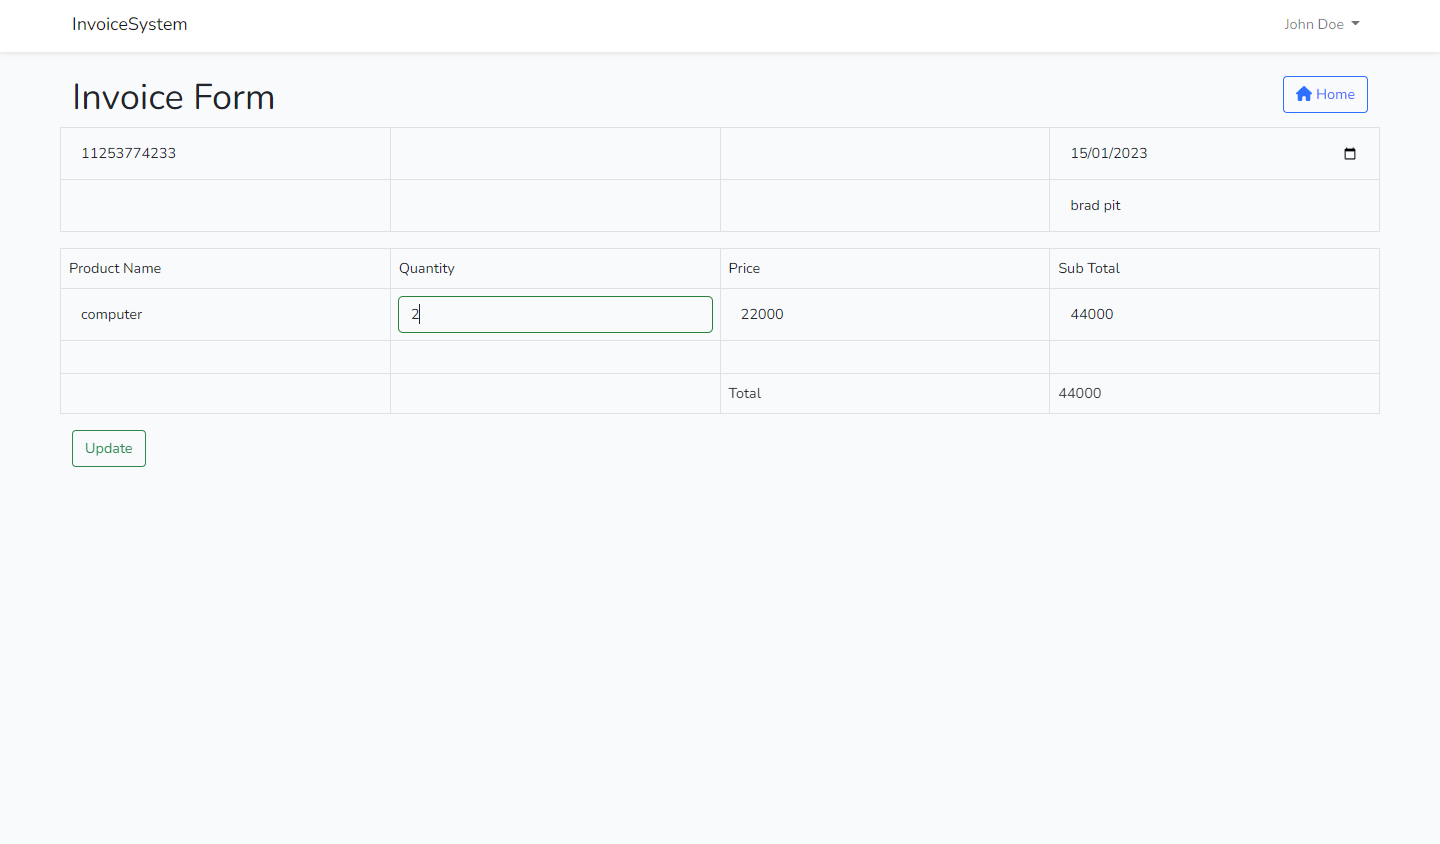 InvoiceSystem John Doe
Invoice Form Home
11253774233 15/01/2023
brad pit
Product Name Quantity Price Sub Total
computer 2 22000 44000
Total 44000
Update